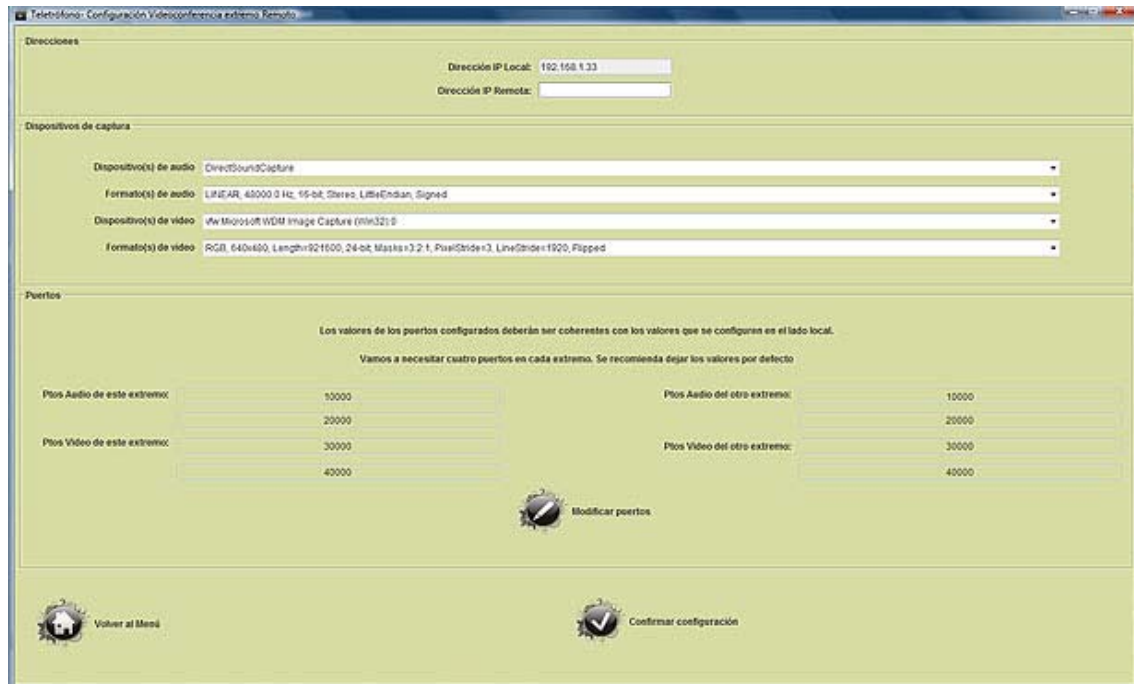 Teletrófono- Configuración Videoconferencia extremo Remoto
Direcciones
Dirección IP Local: 192.168.1.33
Dirección IP Remota:
Dispositivos de captura
Dispositivo(s) de audio DirectSoundCapture
Formato(s) de audio LINEAR, 48000.0 Hz, 16-bit, Stereo, LittleEndian, Signed
Dispositivo(s) de video vfw:Microsoft WDM Image Capture (Win32):0
Formato(s) de video RGB, 640x480, Length=921600, 24-bit, Masks=3:2:1, PixelStride=3, LineStride=1920, Flipped
Puertos
Los valores de los puertos configurados deberán ser coherentes con los valores que se configuren en el lado local.
Vamos a necesitar cuatro puertos en cada extremo. Se recomienda dejar los valores por defecto
Ptos Audio de este extremo: 10000 Ptos Audio del otro extremo: 10000
20000 20000
Ptos Video de este extremo: 30000 Ptos Video del otro extremo: 30000
40000 40000
Modificar puertos
Volver al Menú Confirmar configuración